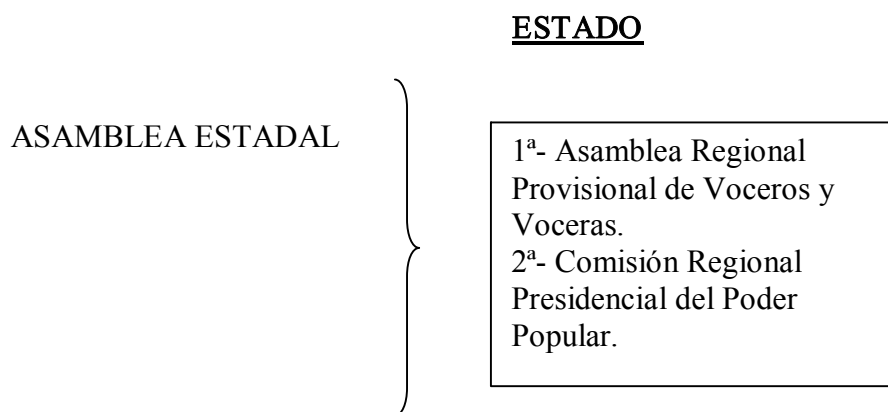 ESTADO
ASAMBLEA ESTADAL
1ª- Asamblea Regional
Provisional de Voceros y
Voceras.
2ª- Comisión Regional
Presidencial del Poder
Popular.